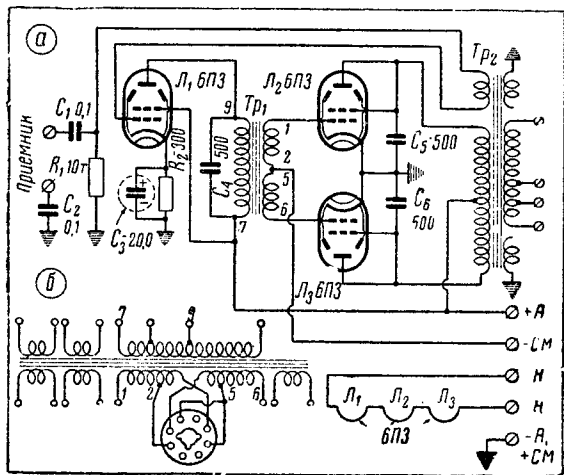 а
Л₁ 6П3
Л₂ 6П3
Тр₂
С₁ 0,1
9
Тр₁
1
Приемник
R₁ 10т
R₂ 300
500
С₄
2
5
С₅ 500
С₂
0,1
С₃ 20,0
7
6
С₆
500
Л₃ 6П3
+А
б
7
9
-СМ
Н
1
2
5
6
Л₁
Л₂
Л₃
Н
6П3
-А,
+СМ